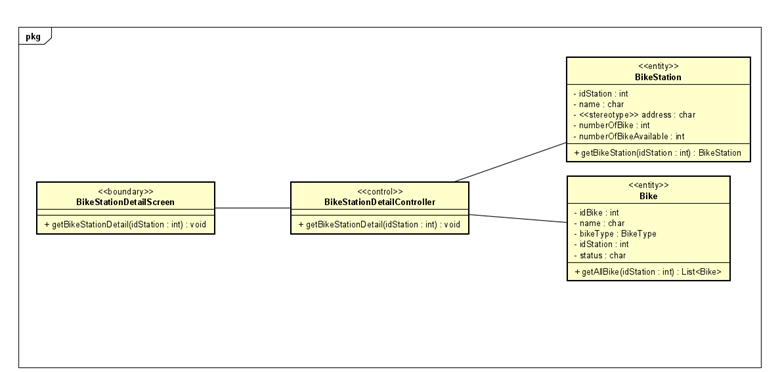 pkg
<<entity>>
BikeStation
- idStation : int
- name : char
- <<stereotype>> address : char
- numberOfBike : int
- numberOfBikeAvailable : int
+ getBikeStation(idStation : int) : BikeStation
<<boundary>>
BikeStationDetailScreen
+ getBikeStationDetail(idStation : int) : void
<<control>>
BikeStationDetailController
+ getBikeStationDetail(idStation : int) : void
<<entity>>
Bike
- idBike : int
- name : char
- bikeType : BikeType
- idStation : int
- status : char
+ getAllBike(idStation : int) : List<Bike>